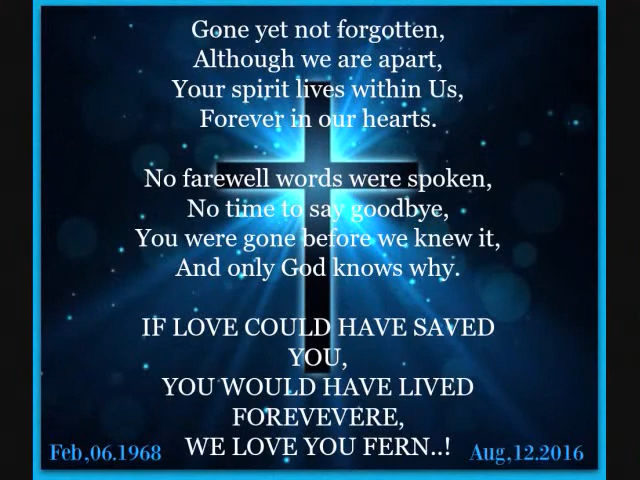 Gone yet not forgotten,
Although we are apart,
Your spirit lives within Us,
Forever in our hearts.
No farewell words were spoken,
No time to say goodbye,
You were gone before we knew it,
And only God knows why.
IF LOVE COULD HAVE SAVED
YOU,
YOU WOULD HAVE LIVED
FOREVEVERE,
WE LOVE YOU FERN..!
Feb,06.1968
Aug,12.2016